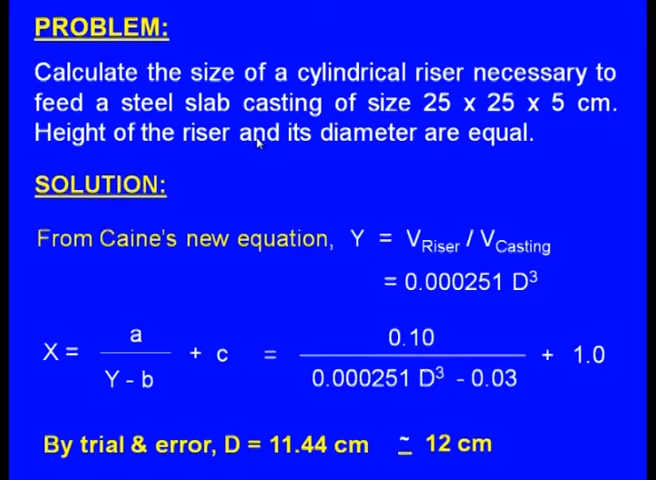 PROBLEM:
Calculate the size of a cylindrical riser necessary to
feed a steel slab casting of size 25 x 25 x 5 cm.
Height of the riser and its diameter are equal.
SOLUTION:
From Caine's new equation, Y = V_Riser / V_Casting
= 0.000251 D³
X = a / (Y - b) + c = 0.10 / (0.000251 D³ - 0.03) + 1.0
By trial & error, D = 11.44 cm ≃ 12 cm